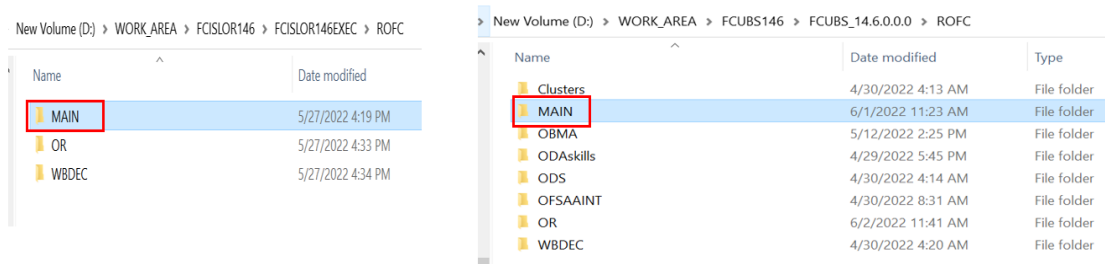 New Volume (D:) > WORK_AREA > FCISLOR146 > FCISLOR146EXEC > ROFC
Name Date modified
MAIN 5/27/2022 4:19 PM
OR 5/27/2022 4:33 PM
WBDEC 5/27/2022 4:34 PM
> New Volume (D:) > WORK_AREA > FCUBS146 > FCUBS_14.6.0.0.0 > ROFC
Name Date modified Type
Clusters 4/30/2022 4:13 AM File folder
MAIN 6/1/2022 11:23 AM File folder
OBMA 5/12/2022 2:25 PM File folder
ODAskills 4/29/2022 5:45 PM File folder
ODS 4/30/2022 4:14 AM File folder
OFSAAINT 4/30/2022 8:31 AM File folder
OR 6/2/2022 11:41 AM File folder
WBDEC 4/30/2022 4:20 AM File folder